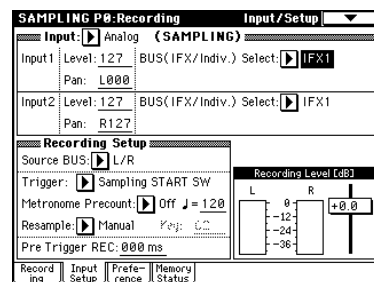 SAMPLING P0:Recording Input/Setup
Input: Analog (SAMPLING)
Input1 Level: 127 BUS(IFX/Indiv.) Select: IFX1
Pan: L000
Input2 Level: 127 BUS(IFX/Indiv.) Select: IFX1
Pan: R127
Recording Setup
Source BUS: L/R
Trigger: Sampling START SW
Metronome Precount: Off ♩=120
Resample: Manual Key: C2
Pre Trigger REC: 000 ms
Recording Level [dB]
L R
0 +0.0
-12
-24
-36
Record ing Input Setup Prefe- rence Memory Status